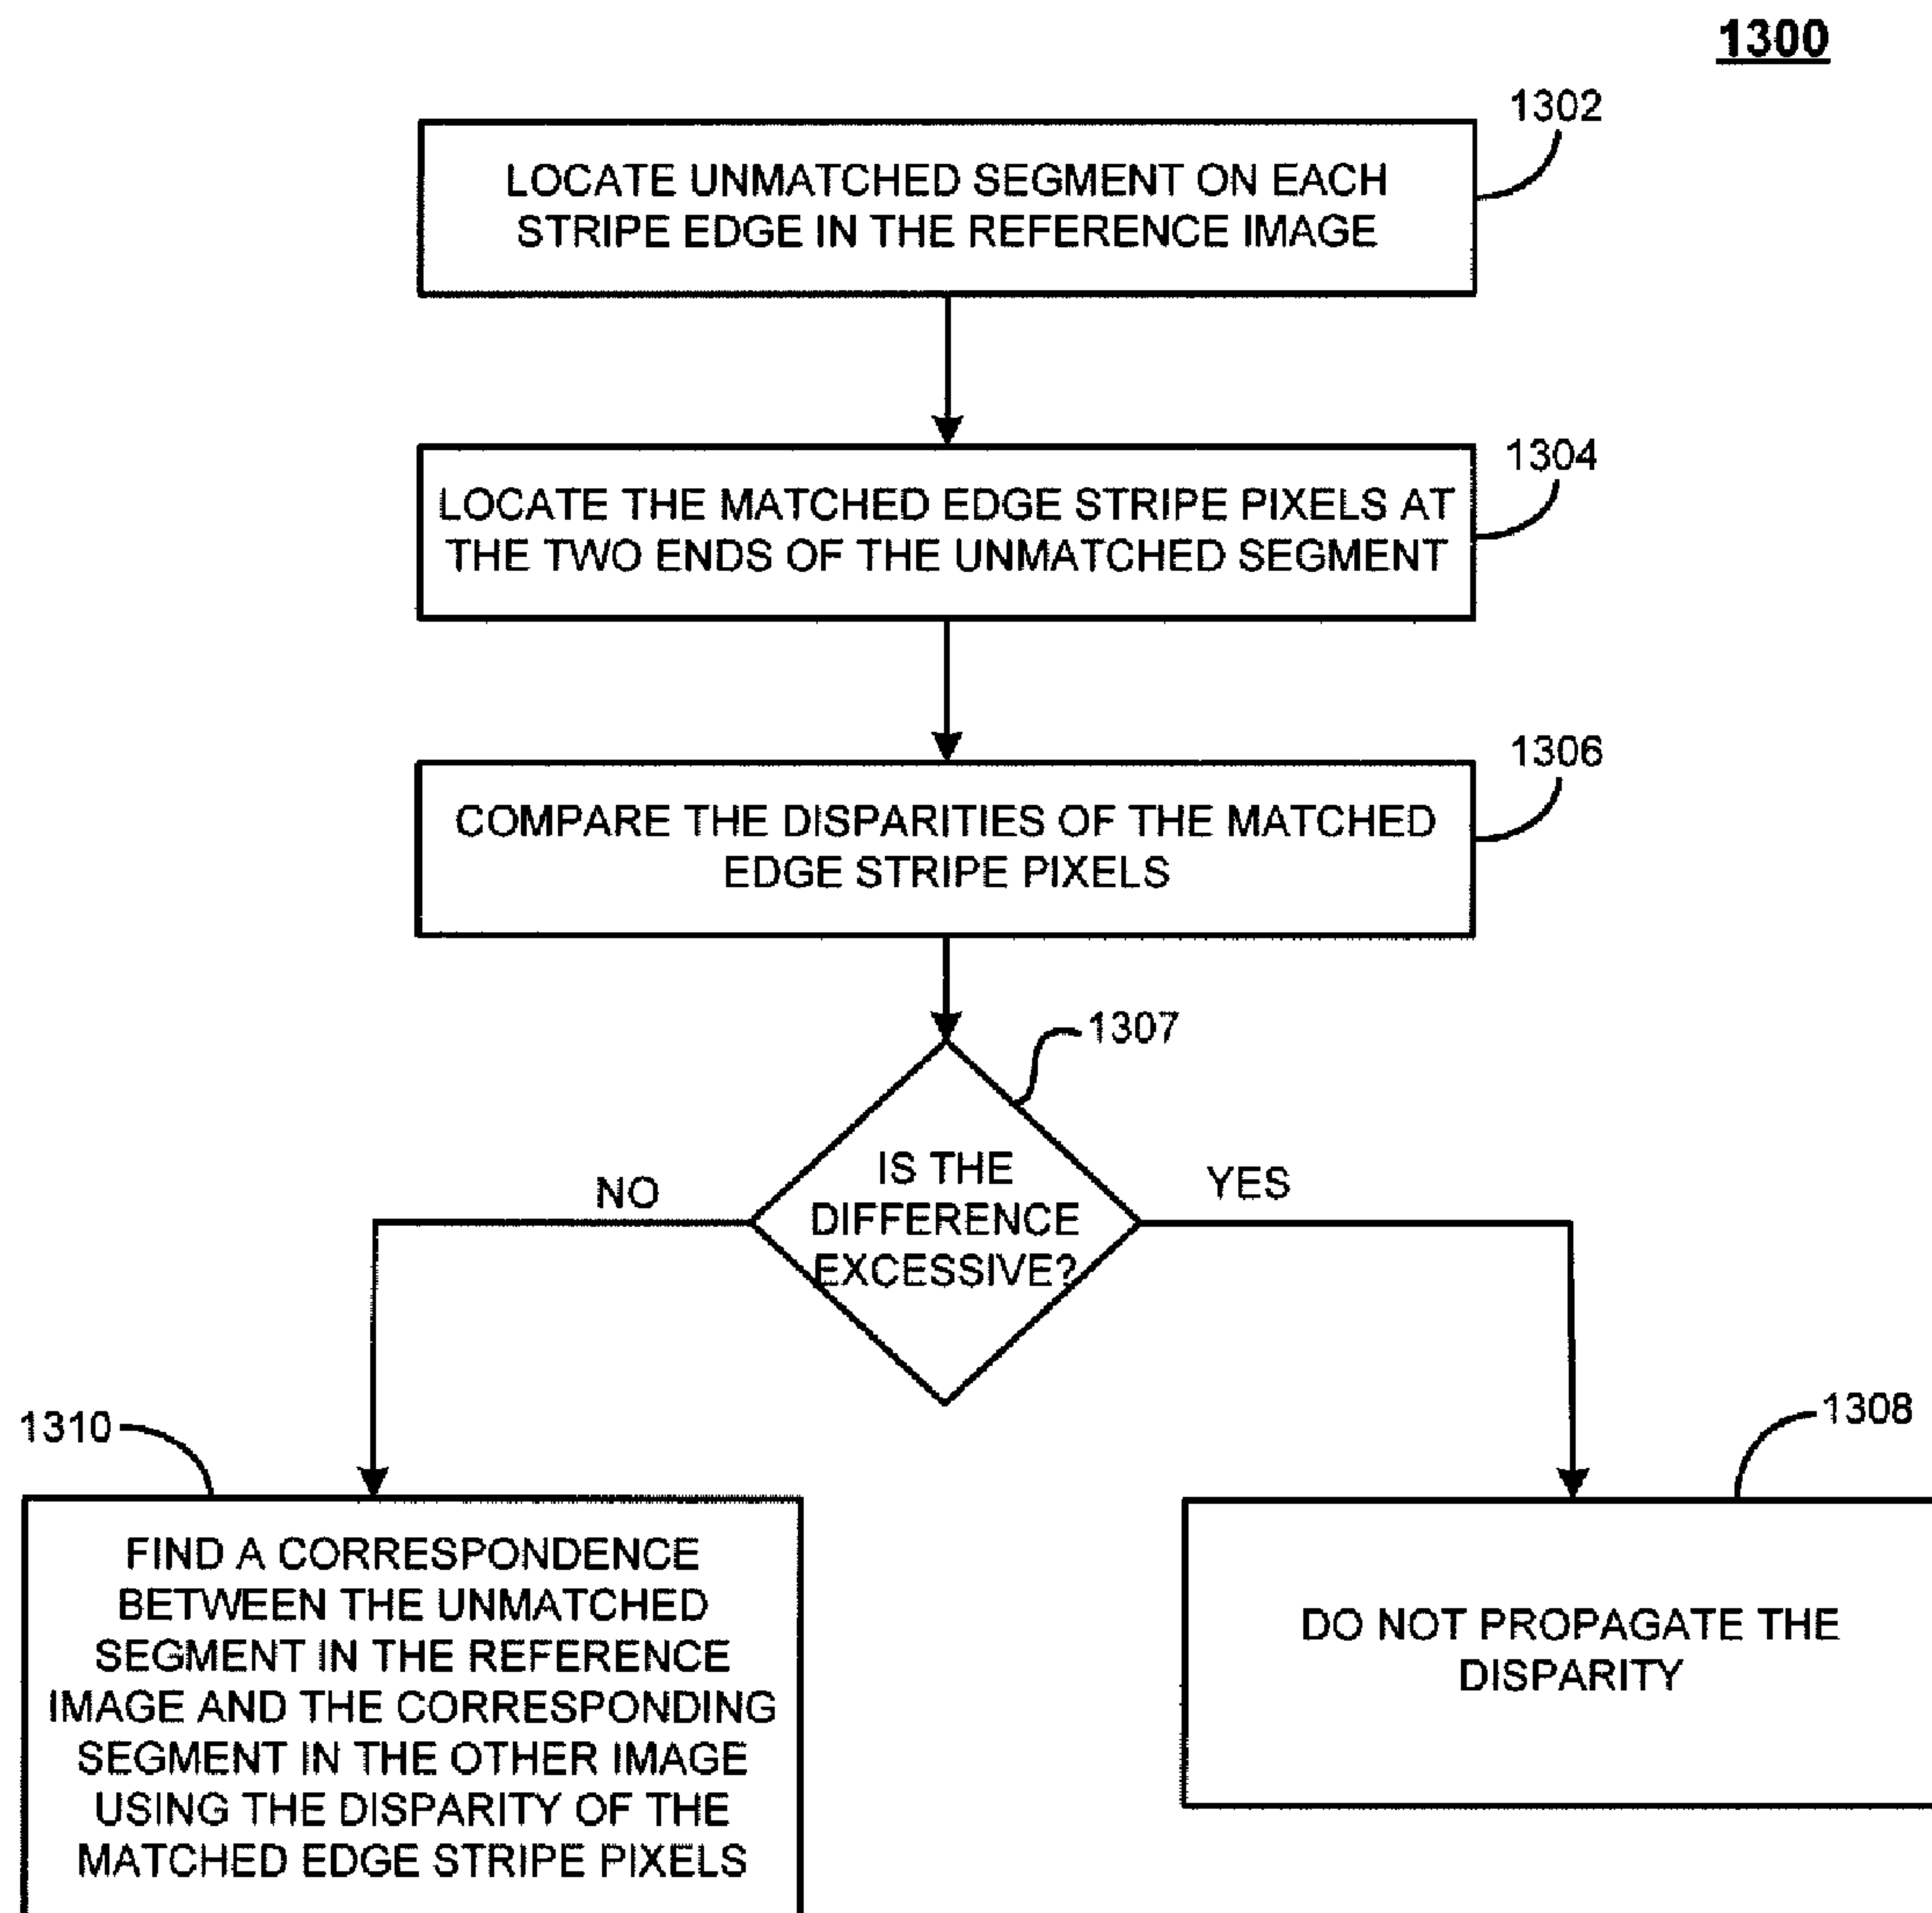 1300
1302
LOCATE UNMATCHED SEGMENT ON EACH
STRIPE EDGE IN THE REFERENCE IMAGE
1304
LOCATE THE MATCHED EDGE STRIPE PIXELS AT
THE TWO ENDS OF THE UNMATCHED SEGMENT
1306
COMPARE THE DISPARITIES OF THE MATCHED
EDGE STRIPE PIXELS
1307
IS THE
DIFFERENCE
EXCESSIVE?
NO
YES
1310
FIND A CORRESPONDENCE
BETWEEN THE UNMATCHED
SEGMENT IN THE REFERENCE
IMAGE AND THE CORRESPONDING
SEGMENT IN THE OTHER IMAGE
USING THE DISPARITY OF THE
MATCHED EDGE STRIPE PIXELS
1308
DO NOT PROPAGATE THE
DISPARITY